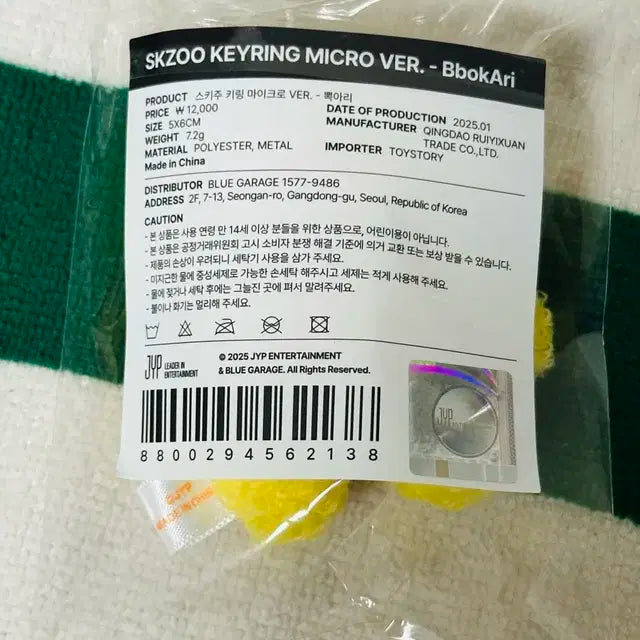 SKZOO KEYRING MICRO VER. - BbokAri
PRODUCT 스키주 키링 마이크로 VER. - 뽁아리
PRICE ₩ 12,000
SIZE 5X6CM
WEIGHT 7.2g
MATERIAL POLYESTER, METAL
Made in China
DATE OF PRODUCTION 2025.01
MANUFACTURER QINGDAO RUIYIXUAN
TRADE CO.,LTD.
IMPORTER TOYSTORY
DISTRIBUTOR BLUE GARAGE 1577-9486
ADDRESS 2F, 7-13, Seongan-ro, Gangdong-gu, Seoul, Republic of Korea
CAUTION
- 본 상품은 사용 연령 만 14세 이상 분들을 위한 상품으로, 어린이용이 아닙니다.
- 본 상품은 공정거래위원회 고시 소비자 분쟁 해결 기준에 의거 교환 또는 보상 받을 수 있습니다.
- 제품의 손상이 우려되니 세탁기 사용을 삼가 주세요.
- 미지근한 물에 중성세제로 가능한 손세탁 해주시고 세제는 적게 사용해 주세요.
- 물에 젖거나 세탁 후에는 그늘진 곳에 펴서 말려주세요.
- 불이나 화기는 멀리해 주세요.
JYP LEADER IN
ENTERTAINMENT
© 2025 JYP ENTERTAINMENT
& BLUE GARAGE. All Rights Reserved.
8800294562138
JYP
©JYP
MADE IN CHINA